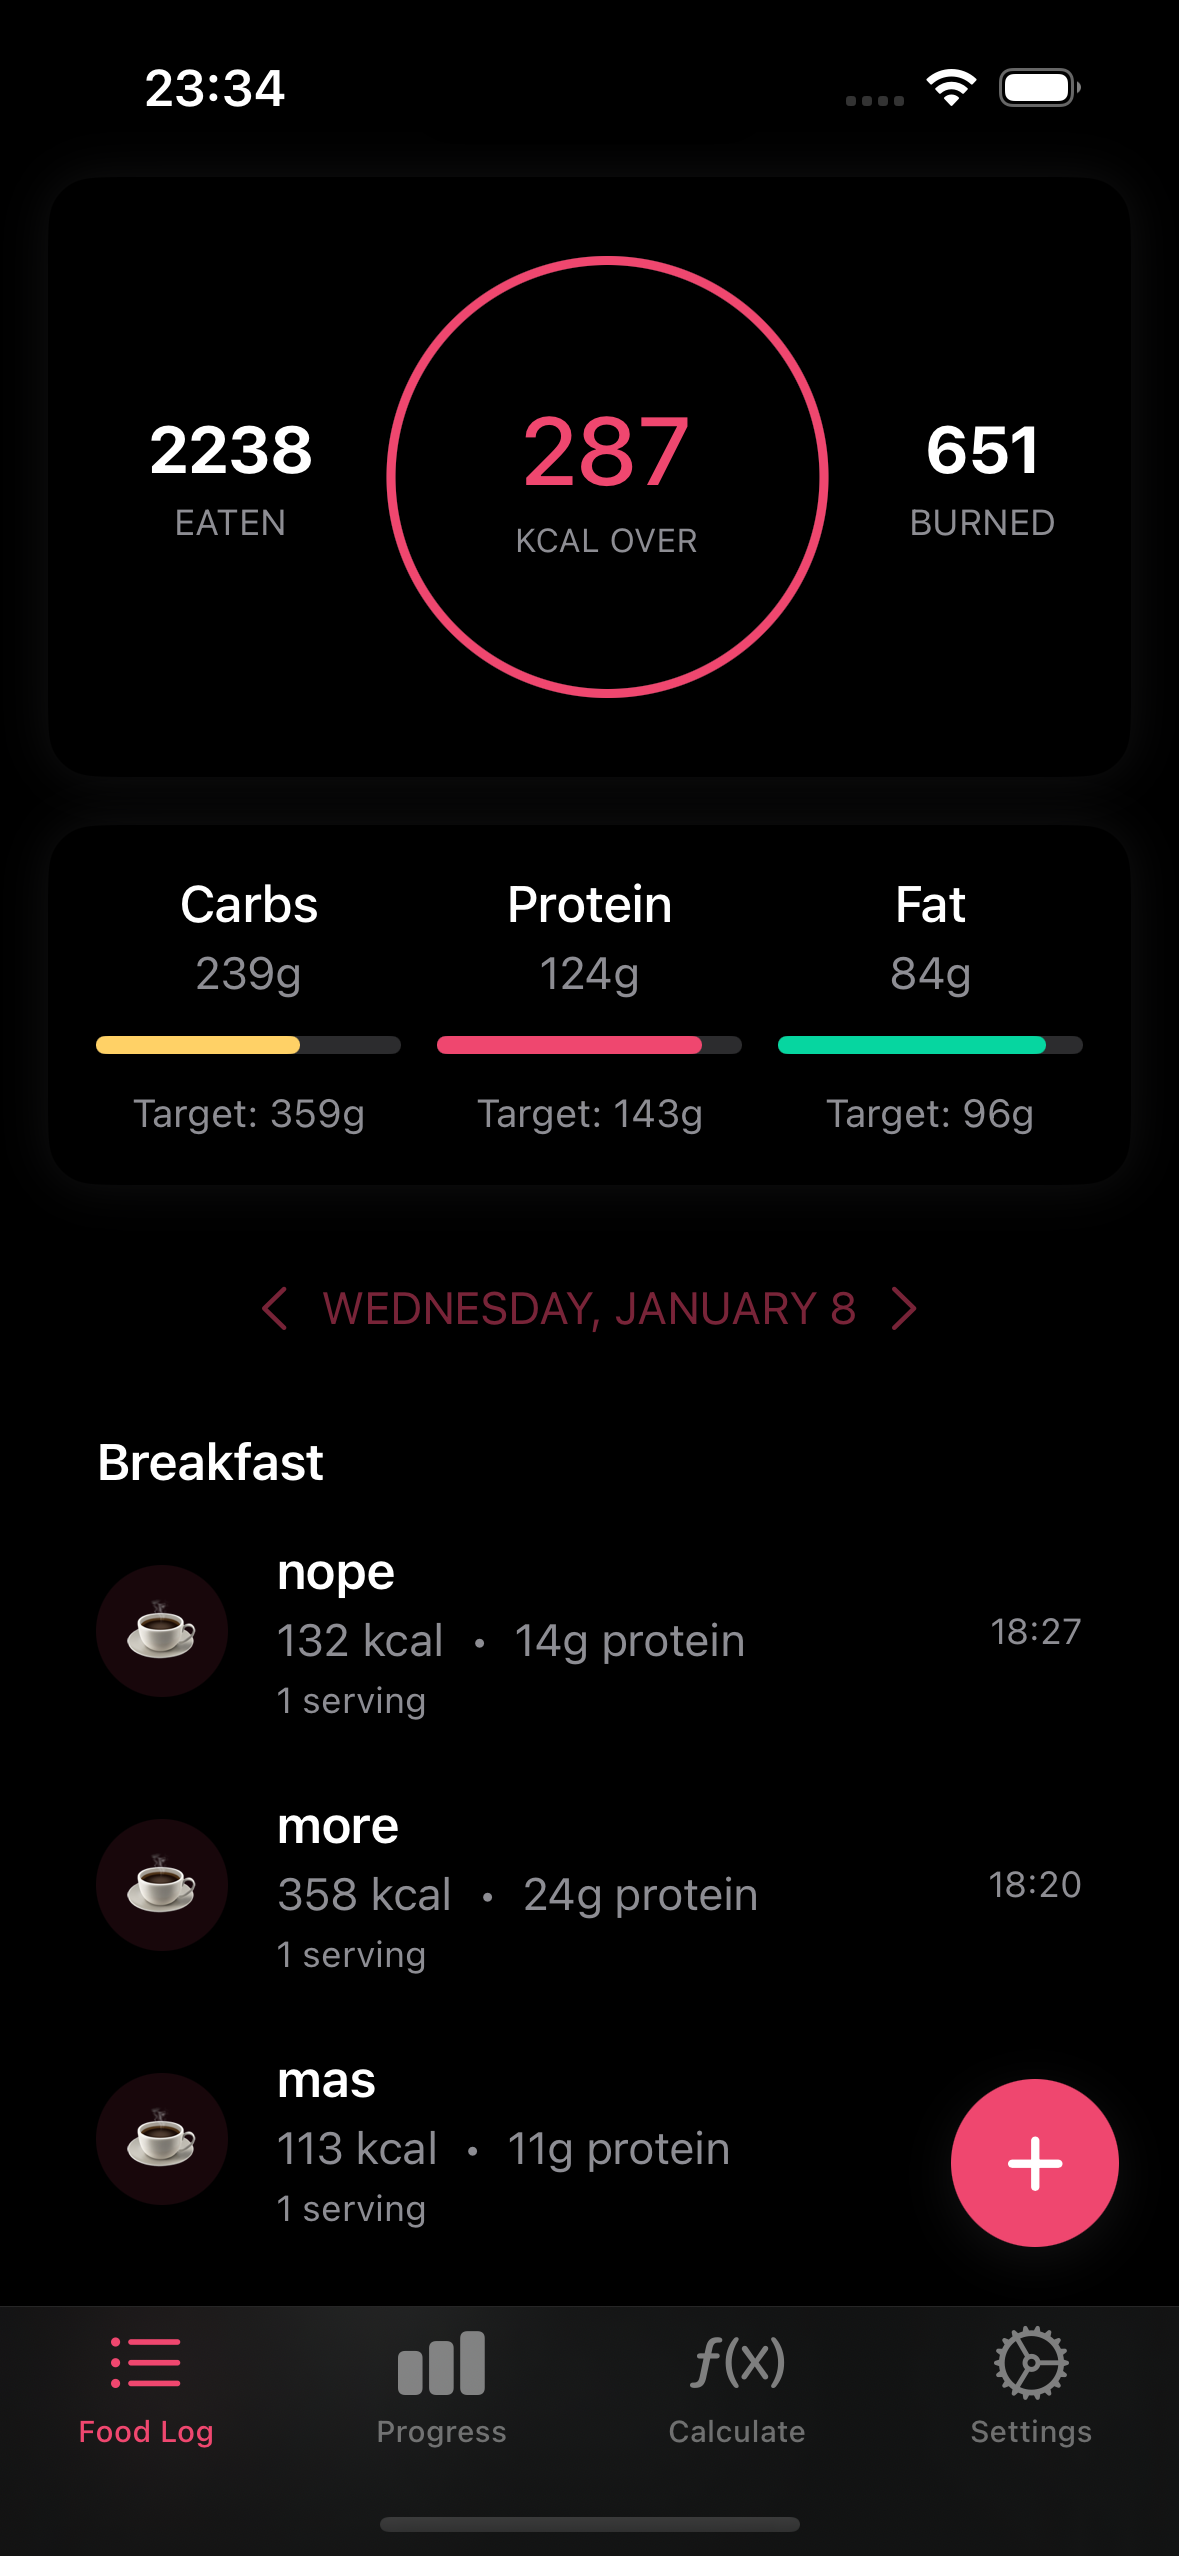 23:34
2238
EATEN
287
KCAL OVER
651
BURNED
Carbs
239g
Target: 359g
Protein
124g
Target: 143g
Fat
84g
Target: 96g
WEDNESDAY, JANUARY 8
Breakfast
nope
132 kcal • 14g protein
1 serving
18:27
more
358 kcal • 24g protein
1 serving
18:20
mas
113 kcal • 11g protein
1 serving
f(x)
Food Log
Progress
Calculate
Settings